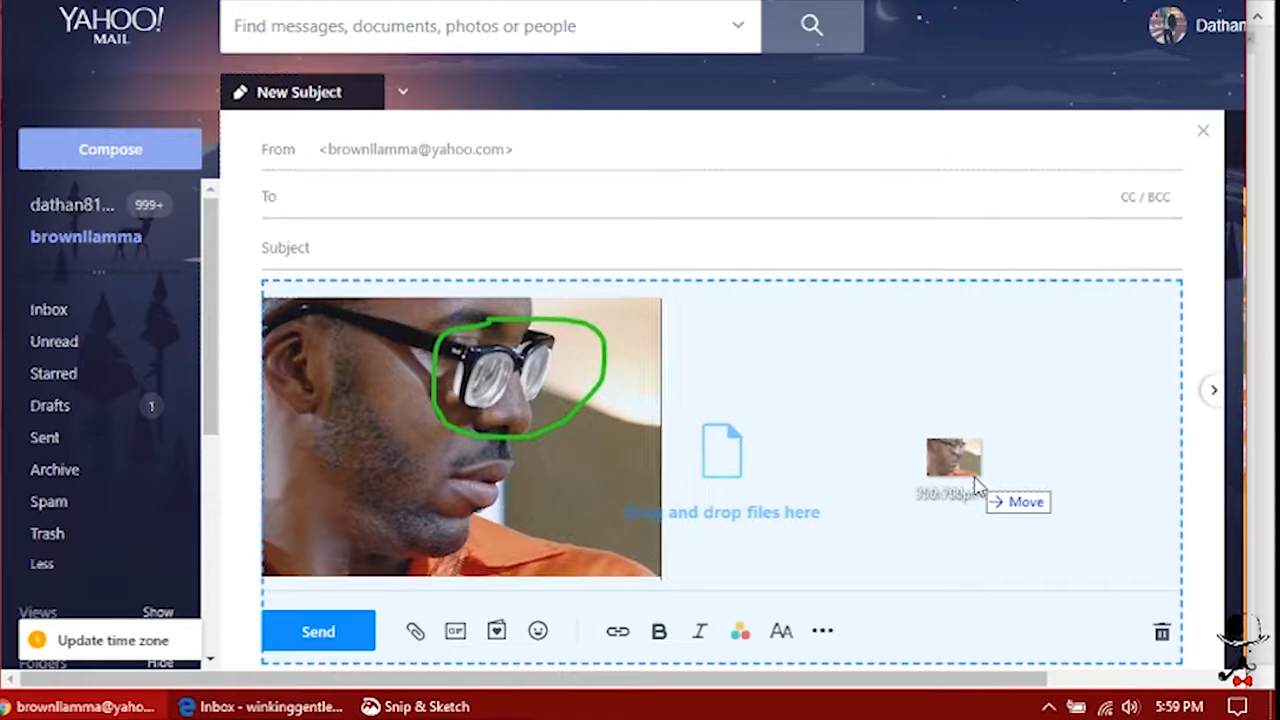 YAHOO!
MAIL
Find messages, documents, photos or people
Dathan
New Subject
Compose
From <brownllamma@yahoo.com>
dathan81... 999+
To CC / BCC
brownllamma
Subject
Inbox
Unread
Starred
Drafts 1
Sent
Archive
Spam
Trash
Less
Move
and drop files here
Views Show
Update time zone
Folders Hide
Send
GIF
B I AA
brownllamma@yaho...
Inbox - winkinggentle...
Snip & Sketch
5:59 PM